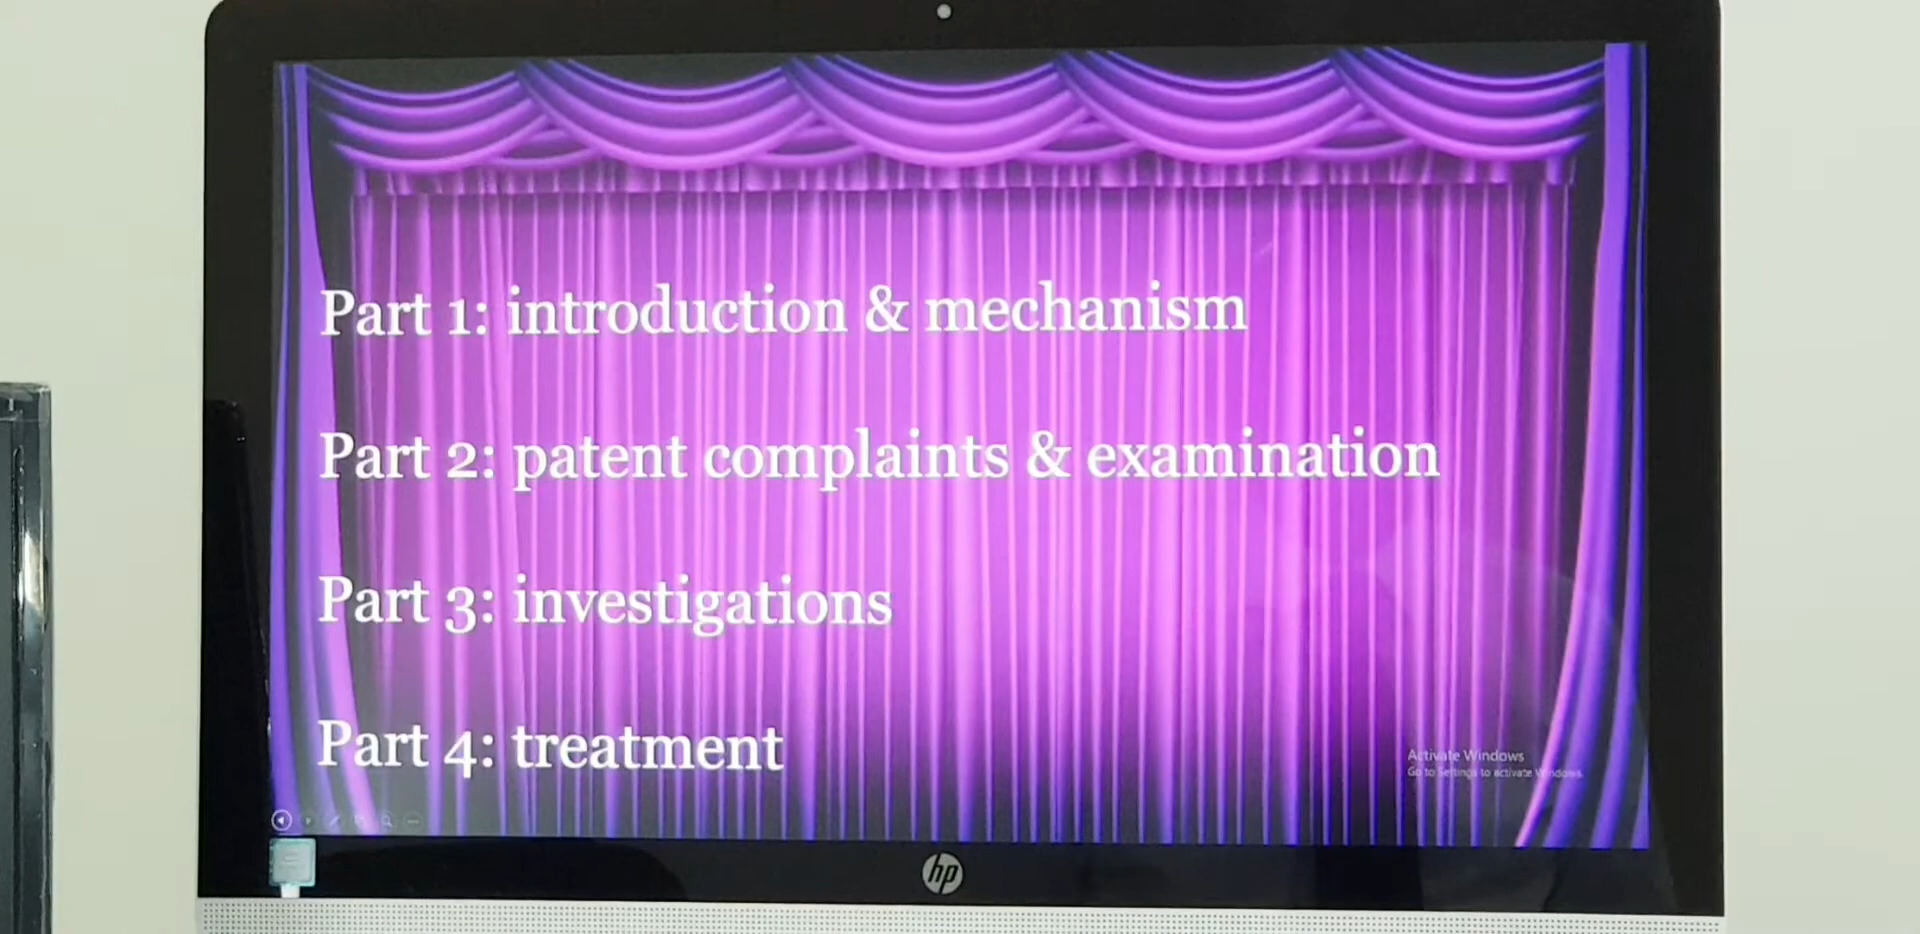 Part 1: introduction & mechanism
Part 2: patent complaints & examination
Part 3: investigations
Part 4: treatment
Activate Windows
Go to Settings to activate Windows.
hp